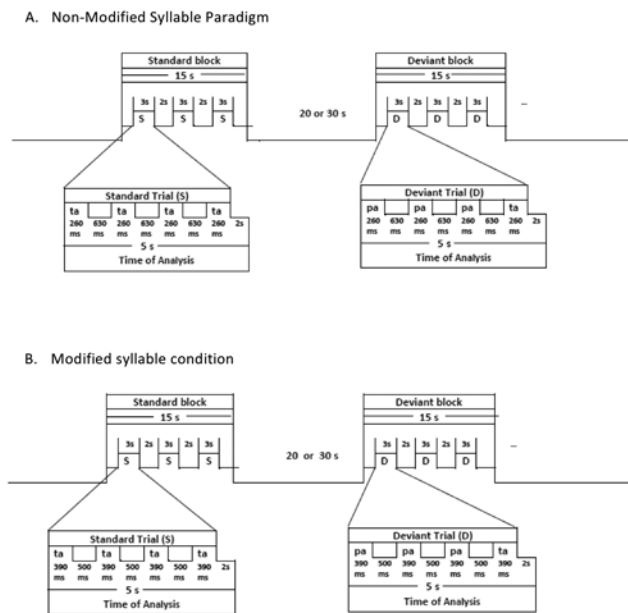 A. Non-Modified Syllable Paradigm
Standard block
15 s
3s 2s 3s 2s 3s
S S S
20 or 30 s
Deviant block
15 s
3s 2s 3s 2s 3s
D D D
...
Standard Trial (S)
ta ta ta ta
260 630 260 630 260 630 260 2s
ms ms ms ms ms ms ms
5 s
Time of Analysis
Deviant Trial (D)
pa pa pa ta
260 630 260 630 260 630 260 2s
ms ms ms ms ms ms ms
5 s
Time of Analysis
B. Modified syllable condition
Standard block
15 s
3s 2s 3s 2s 3s
S S S
20 or 30 s
Deviant block
15 s
3s 2s 3s 2s 3s
D D D
...
Standard Trial (S)
ta ta ta ta
390 500 390 500 390 500 390 2s
ms ms ms ms ms ms ms
5 s
Time of Analysis
Deviant Trial (D)
pa pa pa ta
390 500 390 500 390 500 390 2s
ms ms ms ms ms ms ms
5 s
Time of Analysis